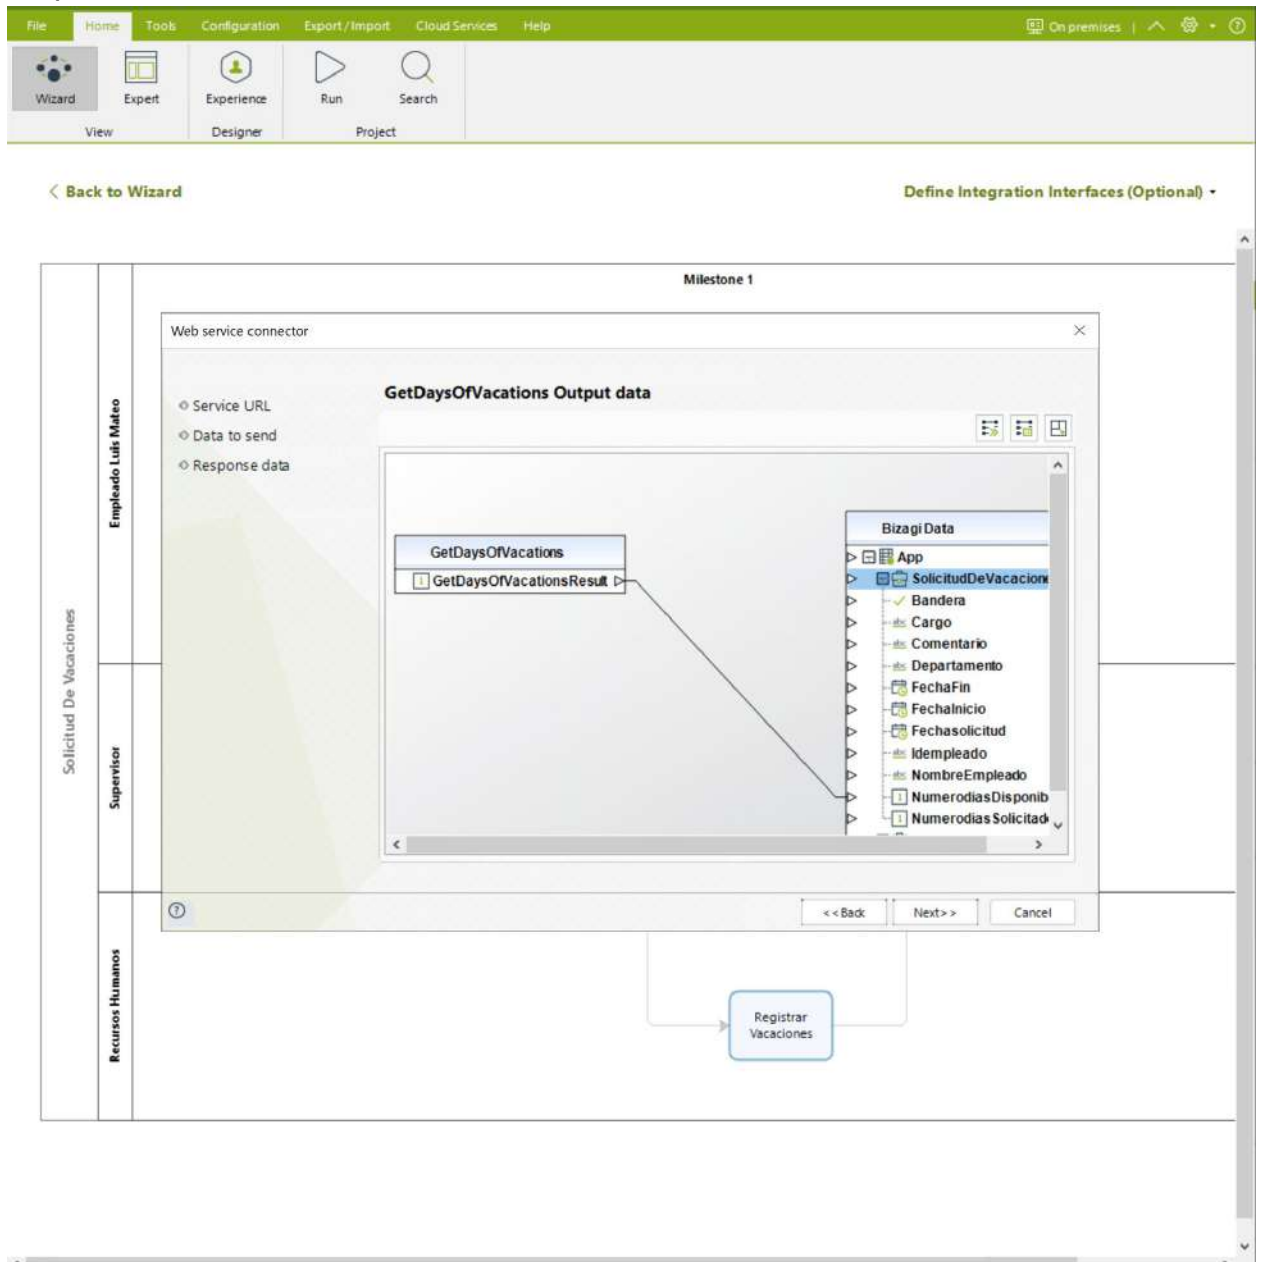 File Home Tools Configuration Export/Import Cloud Services Help On premises
Wizard Expert Experience Run Search
View Designer Project
Back to Wizard
Define Integration Interfaces (Optional)
Milestone 1
Solicitud De Vacaciones
Empleado Luis Mateo
Supervisor
Recursos Humanos
Web service connector
Service URL
Data to send
Response data
GetDaysOfVacations Output data
GetDaysOfVacations
GetDaysOfVacationsResult
Bizagi Data
App
SolicitudDeVacacione
Bandera
Cargo
Comentario
Departamento
FechaFin
FechaInicio
Fechasolicitud
Idempleado
NombreEmpleado
NumerodiasDisponib
NumerodiasSolicitad
<<Back Next>> Cancel
Registrar
Vacaciones